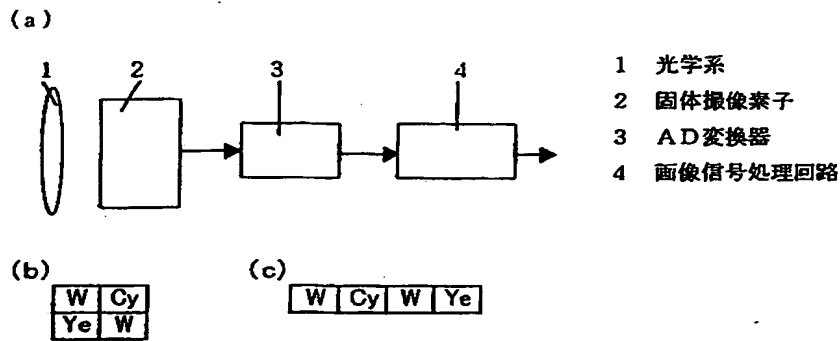 (a)
1 2 3 4
1 光学系
2 固体撮像素子
3 AD変換器
4 画像信号処理回路
(b) (c)
W Cy
Ye W
W Cy W Ye